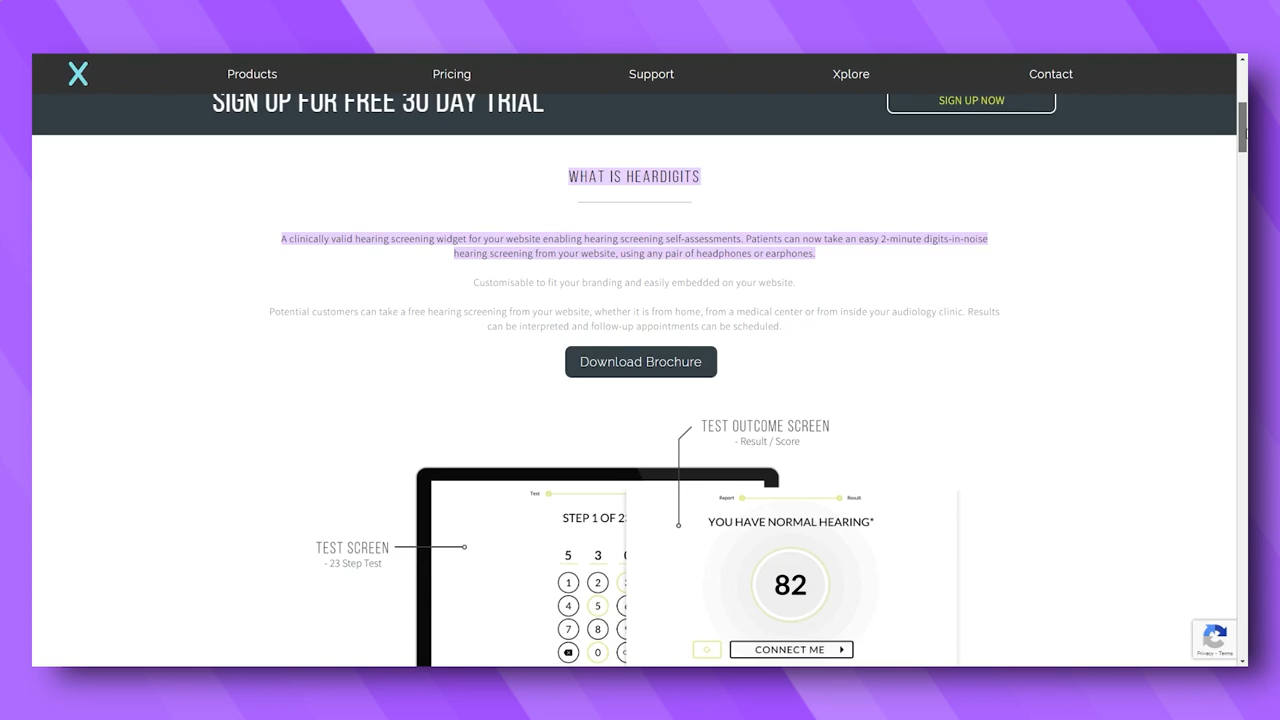 X
Products
Pricing
Support
Xplore
Contact
SIGN UP FOR FREE 30 DAY TRIAL
SIGN UP NOW
WHAT IS HEARDIGITS
A clinically valid hearing screening widget for your website enabling hearing screening self-assessments. Patients can now take an easy 2-minute digits-in-noise
hearing screening from your website, using any pair of headphones or earphones.
Customisable to fit your branding and easily embedded on your website.
Potential customers can take a free hearing screening from your website, whether it is from home, from a medical center or from inside your audiology clinic. Results
can be interpreted and follow-up appointments can be scheduled.
Download Brochure
TEST OUTCOME SCREEN
- Result / Score
Test
Report
Result
STEP 1 OF 2
YOU HAVE NORMAL HEARING*
TEST SCREEN
- 23 Step Test
5 3
1 2
4 5
7 8
0
82
G
CONNECT ME
Privacy - Terms